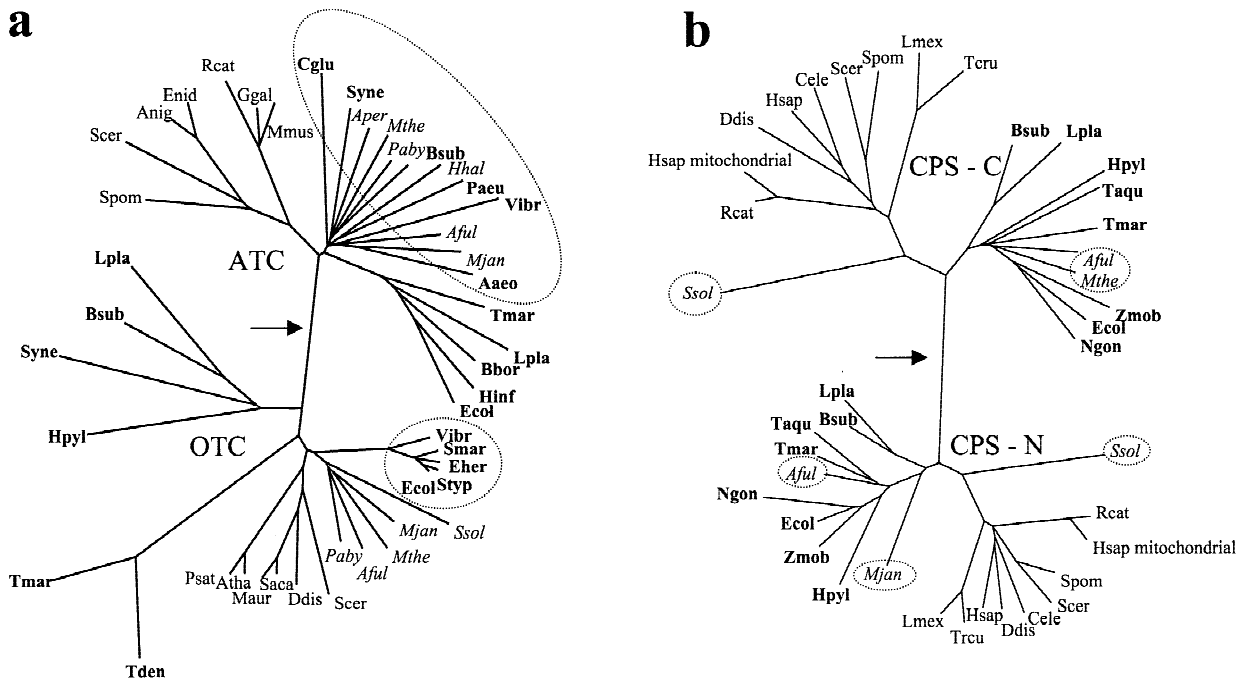 a
Cglu
Syne
Aper
Mthe
Paby
Bsub
Hhal
Paeu
Vibr
Aful
Mjan
Aaeo
Tmar
Lpla
Bbor
Hinf
Ecol
Rcat
Ggal
Mmus
Enid
Anig
Scer
Spom
ATC
Lpla
Bsub
Syne
Hpyl
OTC
Vibr
Smar
Eher
Styp
Ecol
Ssol
Mjan
Mthe
Aful
Paby
Scer
Ddis
Saca
Maur
Atha
Psat
Tmar
Tden
b
Lmex
Tcru
Spom
Scer
Cele
Hsap
Ddis
Hsap mitochondrial
Rcat
CPS - C
Bsub
Lpla
Hpyl
Taqu
Tmar
Aful
Mthe
Zmob
Ecol
Ngon
Ssol
Lpla
Bsub
Taqu
Tmar
Aful
Ngon
Ecol
Zmob
Hpyl
Mjan
CPS - N
Ssol
Rcat
Hsap mitochondrial
Spom
Scer
Cele
Ddis
Hsap
Trcu
Lmex